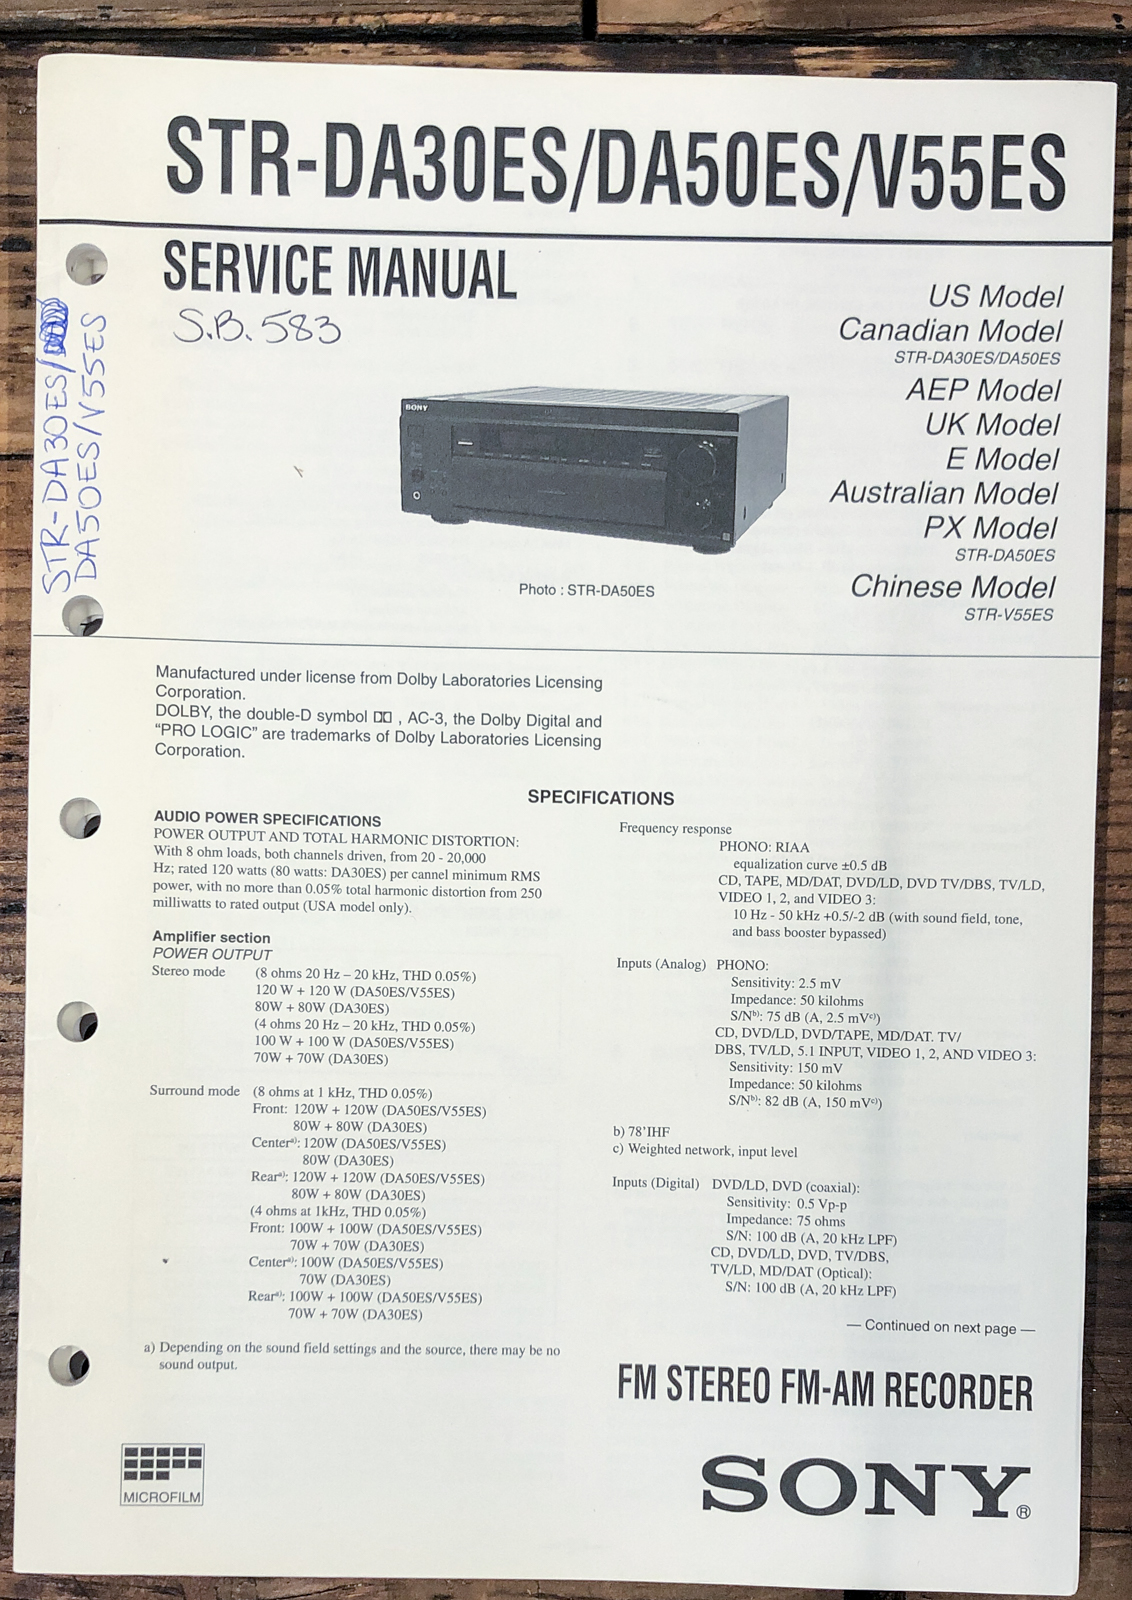 STR-DA30ES/DA50ES/V55ES
SERVICE MANUAL
S.B. 583
STR-DA30ES/
DA50ES/V55ES
US Model
Canadian Model
STR-DA30ES/DA50ES
AEP Model
UK Model
E Model
Australian Model
PX Model
STR-DA50ES
Chinese Model
STR-V55ES
SONY
Photo : STR-DA50ES
Manufactured under license from Dolby Laboratories Licensing
Corporation.
DOLBY, the double-D symbol , AC-3, the Dolby Digital and
“PRO LOGIC” are trademarks of Dolby Laboratories Licensing
Corporation.
SPECIFICATIONS
AUDIO POWER SPECIFICATIONS
POWER OUTPUT AND TOTAL HARMONIC DISTORTION:
With 8 ohm loads, both channels driven, from 20 - 20,000
Hz; rated 120 watts (80 watts: DA30ES) per cannel minimum RMS
power, with no more than 0.05% total harmonic distortion from 250
milliwatts to rated output (USA model only).
Amplifier section
POWER OUTPUT
Stereo mode (8 ohms 20 Hz – 20 kHz, THD 0.05%)
120 W + 120 W (DA50ES/V55ES)
80W + 80W (DA30ES)
(4 ohms 20 Hz – 20 kHz, THD 0.05%)
100 W + 100 W (DA50ES/V55ES)
70W + 70W (DA30ES)
Surround mode (8 ohms at 1 kHz, THD 0.05%)
Front: 120W + 120W (DA50ES/V55ES)
80W + 80W (DA30ES)
Center a): 120W (DA50ES/V55ES)
80W (DA30ES)
Rear a): 120W + 120W (DA50ES/V55ES)
80W + 80W (DA30ES)
(4 ohms at 1kHz, THD 0.05%)
Front: 100W + 100W (DA50ES/V55ES)
70W + 70W (DA30ES)
Center a): 100W (DA50ES/V55ES)
70W (DA30ES)
Rear a): 100W + 100W (DA50ES/V55ES)
70W + 70W (DA30ES)
a) Depending on the sound field settings and the source, there may be no
sound output.
Frequency response
PHONO: RIAA
equalization curve ±0.5 dB
CD, TAPE, MD/DAT, DVD/LD, DVD TV/DBS, TV/LD,
VIDEO 1, 2, and VIDEO 3:
10 Hz - 50 kHz +0.5/-2 dB (with sound field, tone,
and bass booster bypassed)
Inputs (Analog) PHONO:
Sensitivity: 2.5 mV
Impedance: 50 kilohms
S/N b): 75 dB (A, 2.5 mV c))
CD, DVD/LD, DVD/TAPE, MD/DAT. TV/
DBS, TV/LD, 5.1 INPUT, VIDEO 1, 2, AND VIDEO 3:
Sensitivity: 150 mV
Impedance: 50 kilohms
S/N b): 82 dB (A, 150 mV c))
b) 78’IHF
c) Weighted network, input level
Inputs (Digital) DVD/LD, DVD (coaxial):
Sensitivity: 0.5 Vp-p
Impedance: 75 ohms
S/N: 100 dB (A, 20 kHz LPF)
CD, DVD/LD, DVD, TV/DBS,
TV/LD, MD/DAT (Optical):
S/N: 100 dB (A, 20 kHz LPF)
— Continued on next page —
FM STEREO FM-AM RECORDER
MICROFILM
SONY®